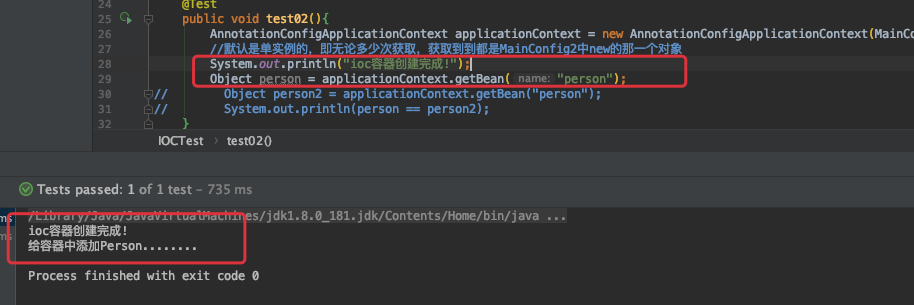 24
@Test
25
public void test02(){
26
AnnotationConfigApplicationContext applicationContext = new AnnotationConfigApplicationContext(MainCon
27
//默认是单实例的，即无论多少次获取，获取到到都是MainConfig2中new的那一个对象
28
System.out.println("ioc容器创建完成!");
29
Object person = applicationContext.getBean( name: "person");
30
// Object person2 = applicationContext.getBean("person");
31
// System.out.println(person == person2);
32
}
IOCTest › test02()
Tests passed: 1 of 1 test – 735 ms
ms
/Library/Java/JavaVirtualMachines/jdk1.8.0_181.jdk/Contents/Home/bin/java ...
ms
ioc容器创建完成!
给容器中添加Person........
Process finished with exit code 0